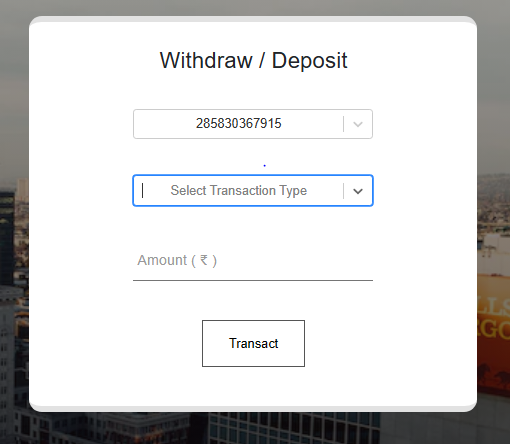 Withdraw / Deposit
285830367915
Select Transaction Type
Amount ( ₹ )
Transact